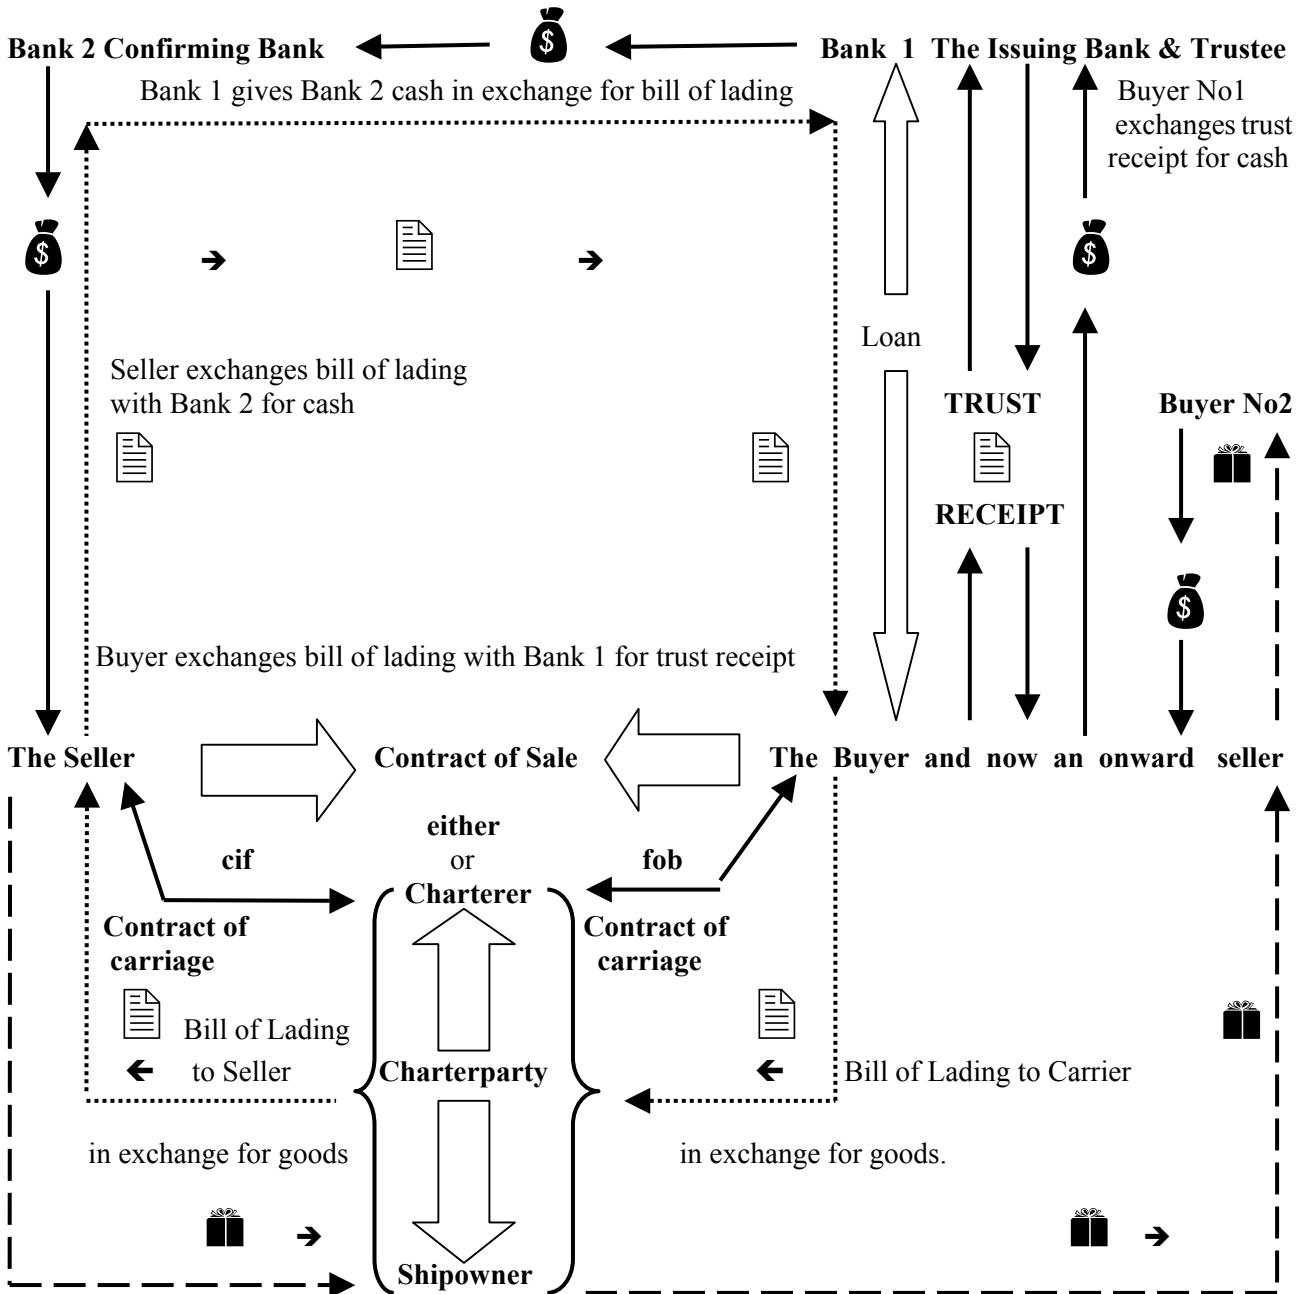 Bank 2 Confirming Bank
$
Bank 1 The Issuing Bank & Trustee
Bank 1 gives Bank 2 cash in exchange for bill of lading
Buyer No1
exchanges trust
receipt for cash
$
$
Loan
Seller exchanges bill of lading
with Bank 2 for cash
TRUST
RECEIPT
Buyer No2
$
Buyer exchanges bill of lading with Bank 1 for trust receipt
The Seller
Contract of Sale
The Buyer and now an onward seller
either
or
cif
fob
Charterer
Contract of
carriage
Contract of
carriage
Bill of Lading
to Seller
Charterparty
Bill of Lading to Carrier
in exchange for goods
in exchange for goods.
Shipowner